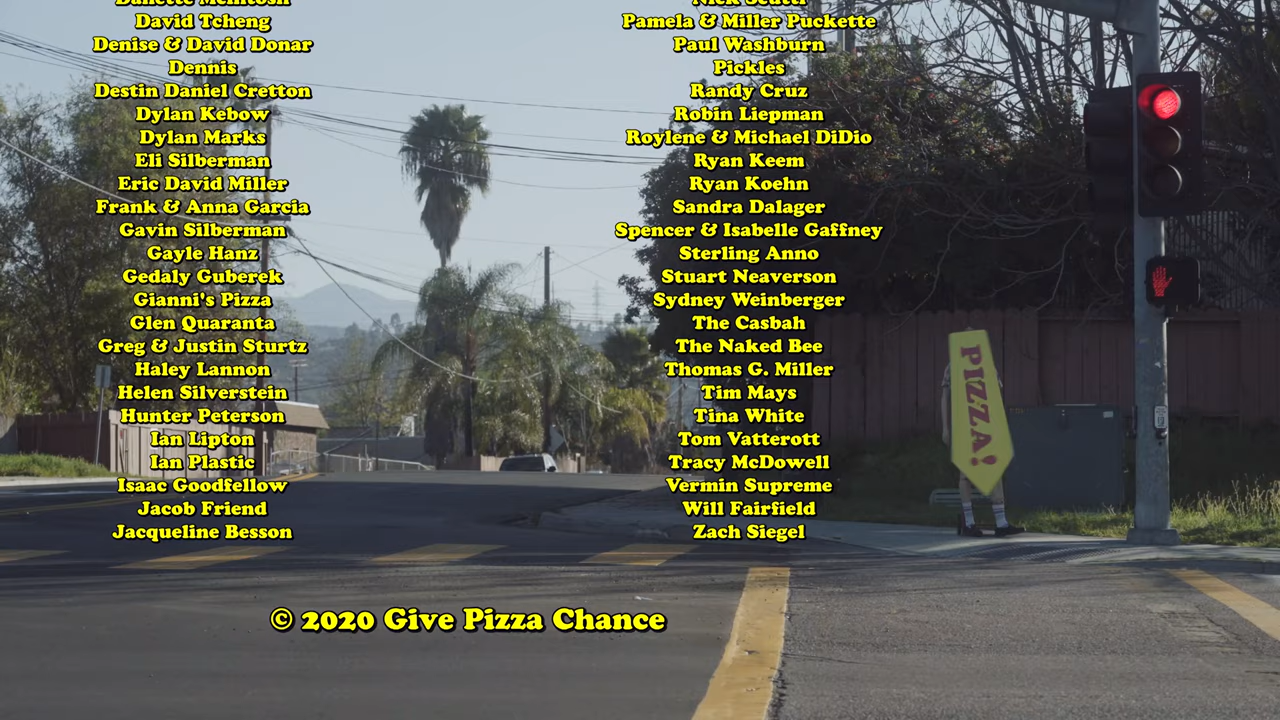 Danette McIntosh
David Tcheng
Denise & David Donar
Dennis
Destin Daniel Cretton
Dylan Kebow
Dylan Marks
Eli Silberman
Eric David Miller
Frank & Anna Garcia
Gavin Silberman
Gayle Hanz
Gedaly Guberek
Gianni's Pizza
Glen Quaranta
Greg & Justin Sturtz
Haley Lannon
Helen Silverstein
Hunter Peterson
Ian Lipton
Ian Plastic
Isaac Goodfellow
Jacob Friend
Jacqueline Besson
Nick Scutti
Pamela & Miller Puckette
Paul Washburn
Pickles
Randy Cruz
Robin Liepman
Roylene & Michael DiDio
Ryan Keem
Ryan Koehn
Sandra Dalager
Spencer & Isabelle Gaffney
Sterling Anno
Stuart Neaverson
Sydney Weinberger
The Casbah
The Naked Bee
Thomas G. Miller
Tim Mays
Tina White
Tom Vatterott
Tracy McDowell
Vermin Supreme
Will Fairfield
Zach Siegel
PIZZA!
© 2020 Give Pizza Chance